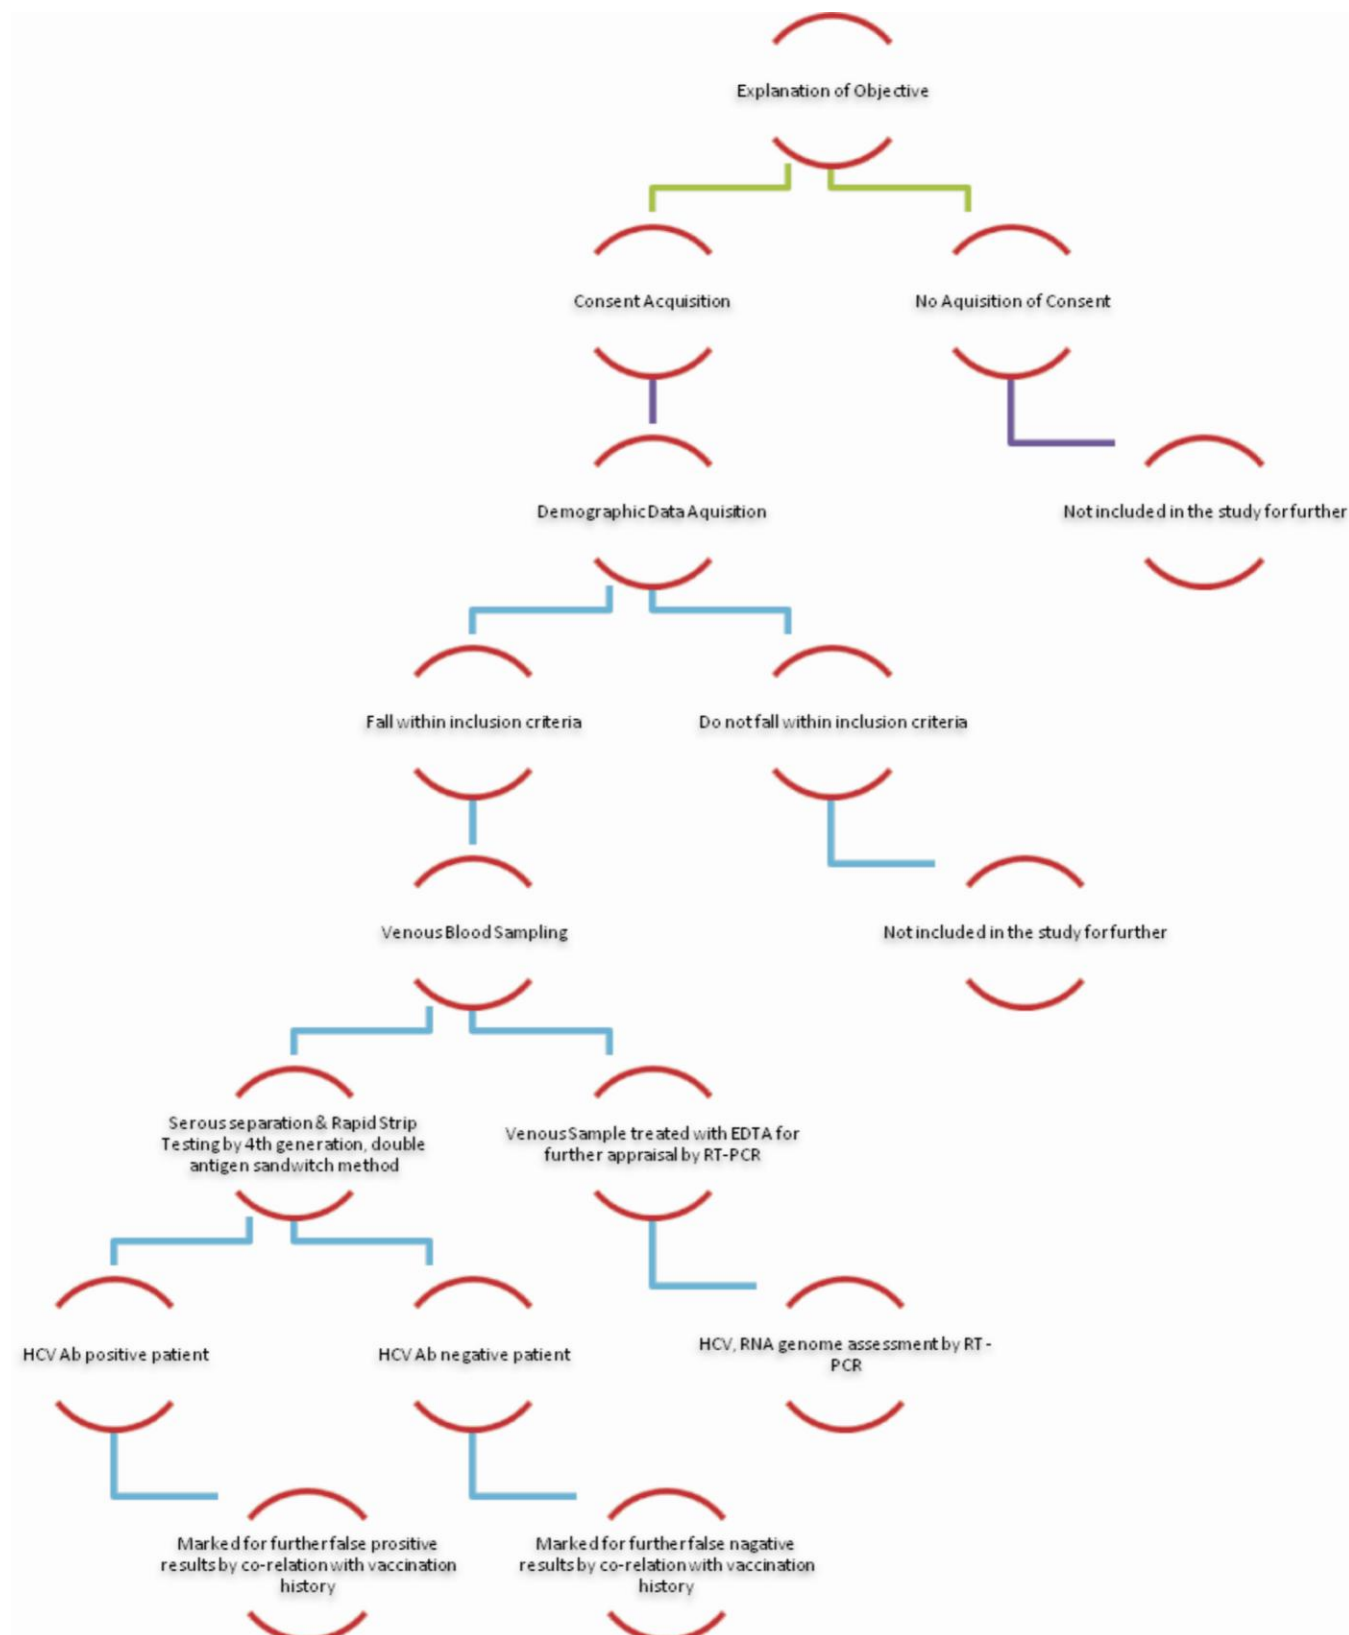 Explanation of Objective
Consent Acquisition
No Aquisition of Consent
Demographic Data Aquisition
Not included in the study for further
Fall within inclusion criteria
Do not fall within inclusion criteria
Venous Blood Sampling
Not included in the study for further
Serous separation & Rapid Strip
Testing by 4th generation, double
antigen sandwitch method
Venous Sample treated with EDTA for
further appraisal by RT-PCR
HCV Ab positive patient
HCV Ab negative patient
HCV, RNA genome assessment by RT -
PCR
Marked for further false prositive
results by co-relation with vaccination
history
Marked for further false nagative
results by co-relation with vaccination
history